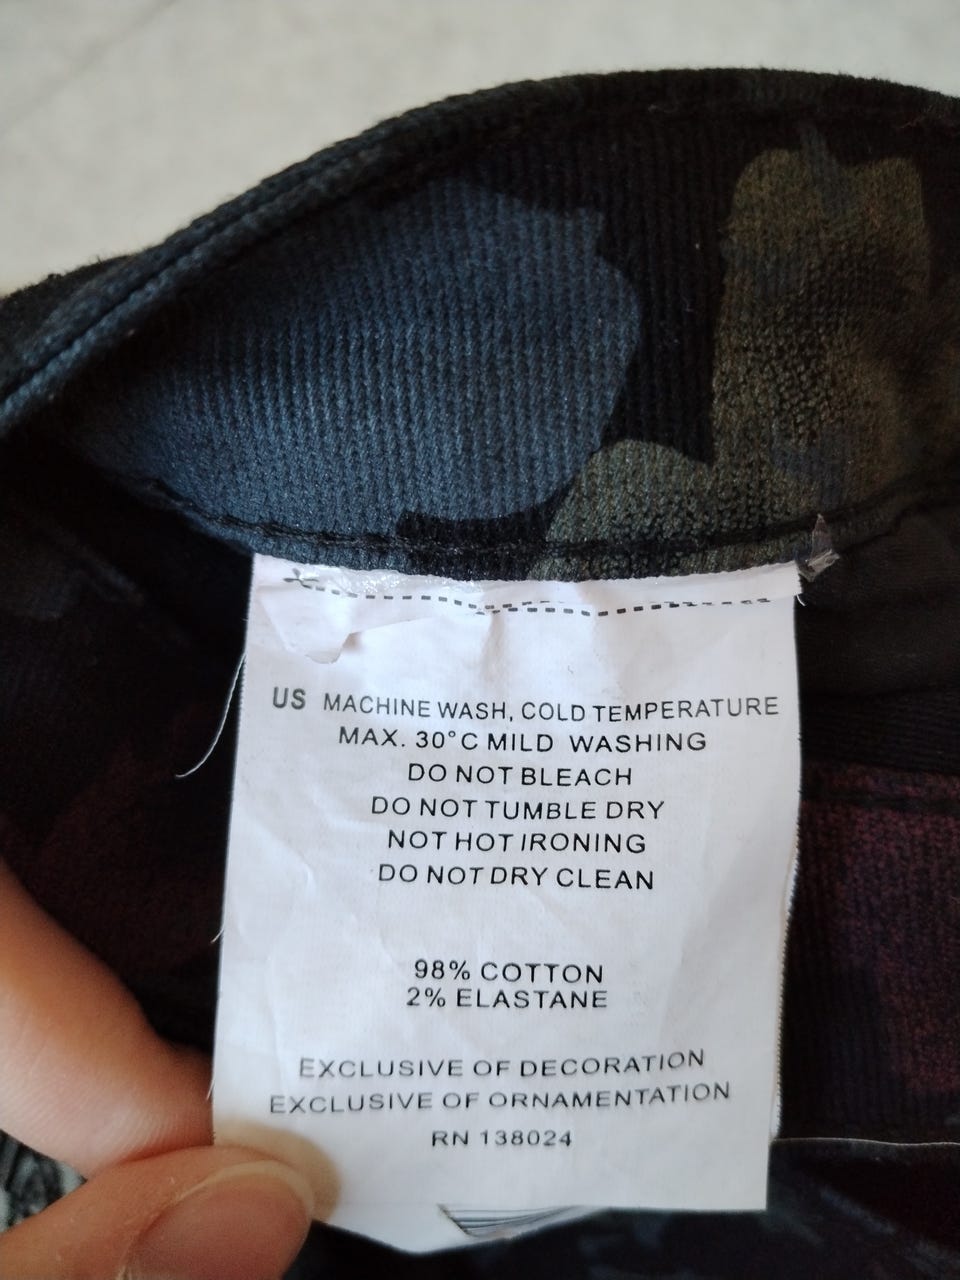 US MACHINE WASH, COLD TEMPERATURE
MAX. 30°C MILD WASHING
DO NOT BLEACH
DO NOT TUMBLE DRY
NOT HOT IRONING
DO NOT DRY CLEAN
98% COTTON
2% ELASTANE
EXCLUSIVE OF DECORATION
EXCLUSIVE OF ORNAMENTATION
RN 138024